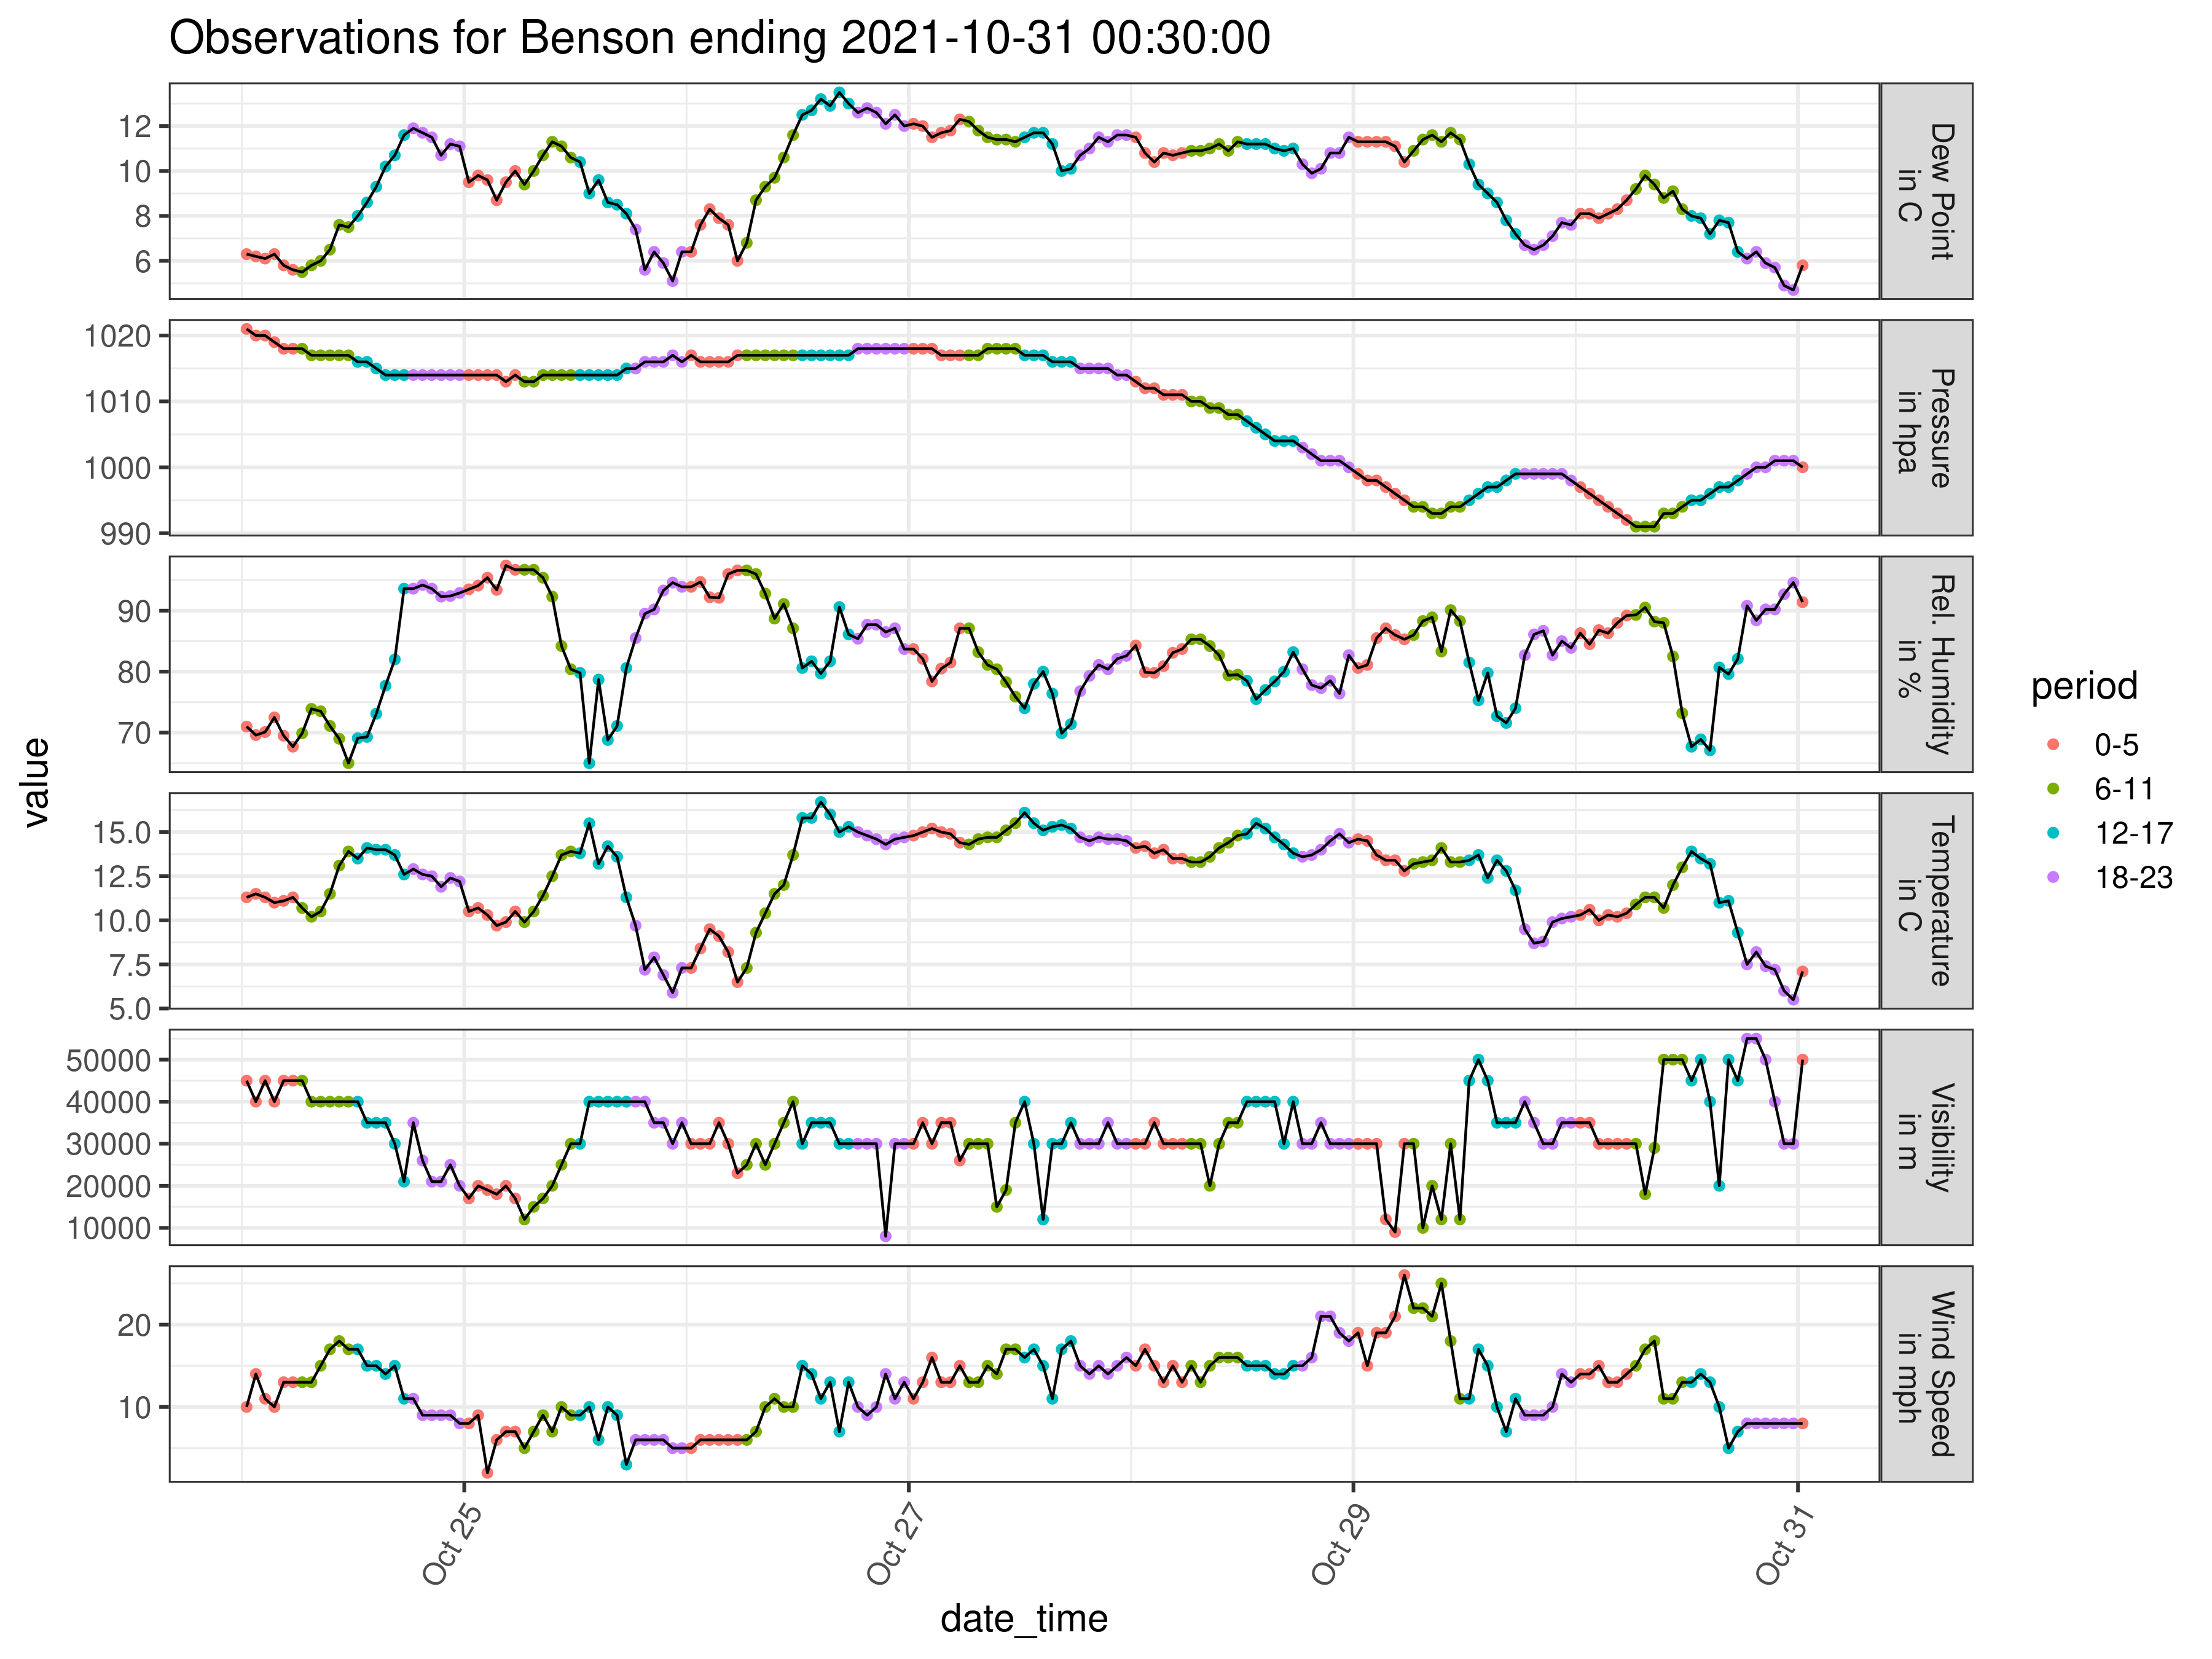 Observations for Benson ending 2021-10-31 00:30:00
12
10
8
6
Dew Point
in C
1020
1010
1000
990
Pressure
in hpa
90
80
70
Rel. Humidity
in %
15.0
12.5
10.0
7.5
5.0
Temperature
in C
50000
40000
30000
20000
10000
Visibility
in m
20
10
Wind Speed
in mph
value
Oct 25
Oct 27
Oct 29
Oct 31
date_time
period
0-5
6-11
12-17
18-23